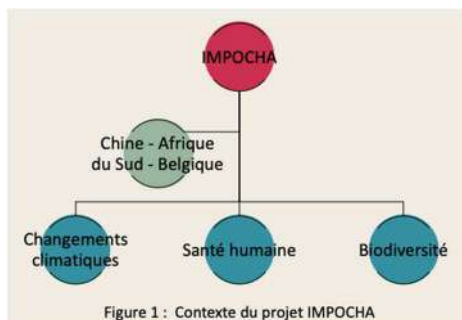 IMPOCHA
Chine - Afrique
du Sud - Belgique
Changements
climatiques
Santé humaine
Biodiversité
Figure 1 : Contexte du projet IMPOCHA